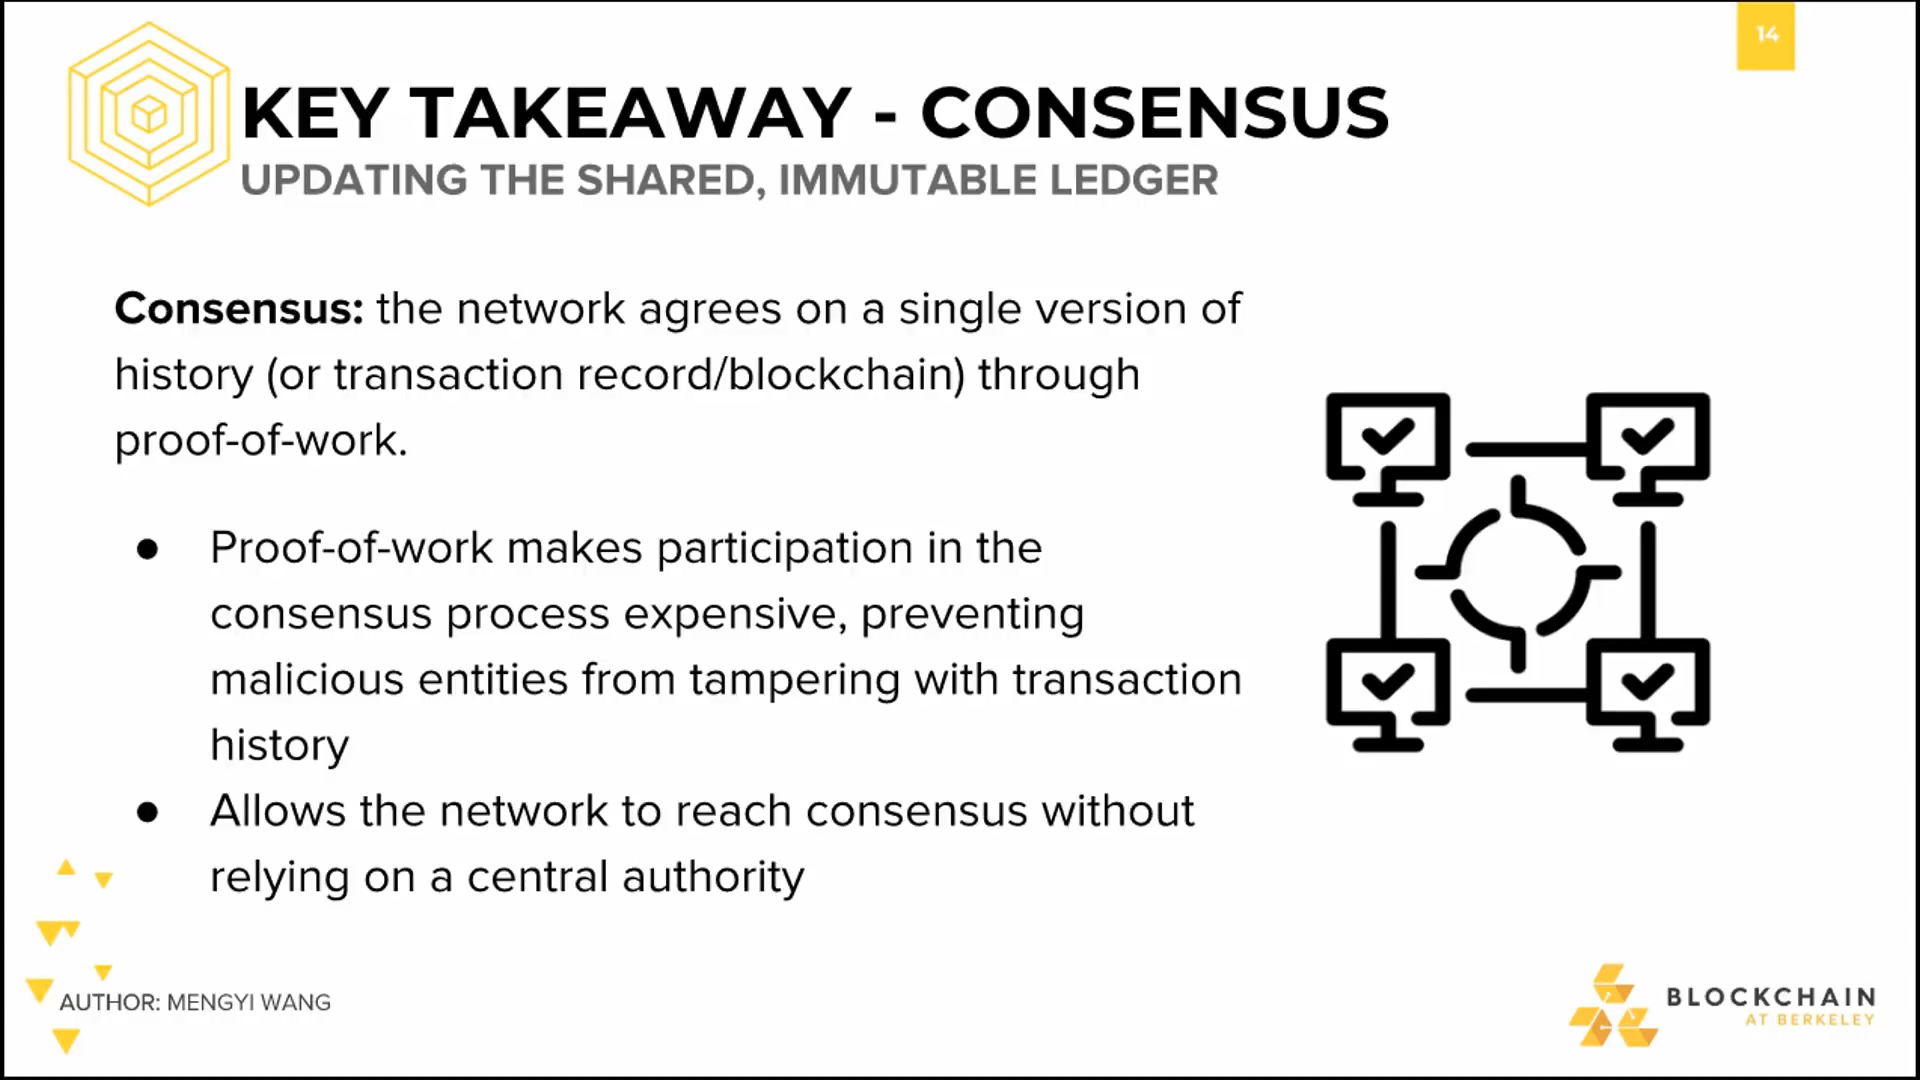 14
KEY TAKEAWAY - CONSENSUS
UPDATING THE SHARED, IMMUTABLE LEDGER
Consensus: the network agrees on a single version of
history (or transaction record/blockchain) through
proof-of-work.
● Proof-of-work makes participation in the
consensus process expensive, preventing
malicious entities from tampering with transaction
history
● Allows the network to reach consensus without
relying on a central authority
AUTHOR: MENGYI WANG
BLOCKCHAIN
AT BERKELEY